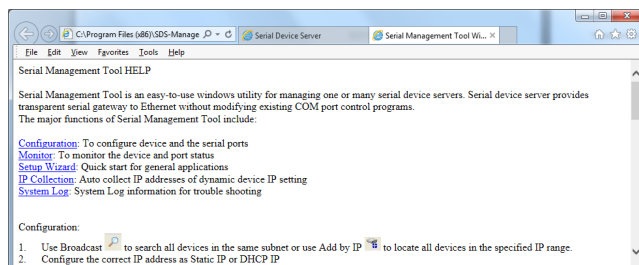 C:\Program Files (x86)\SDS-Manage
Serial Device Server
Serial Management Tool Wi...
File Edit View Favorites Tools Help
Serial Management Tool HELP
Serial Management Tool is an easy-to-use windows utility for managing one or many serial device servers. Serial device server provides
transparent serial gateway to Ethernet without modifying existing COM port control programs.
The major functions of Serial Management Tool include:
Configuration: To configure device and the serial ports
Monitor: To monitor the device and port status
Setup Wizard: Quick start for general applications
IP Collection: Auto collect IP addresses of dynamic device IP setting
System Log: System Log information for trouble shooting
Configuration:
1. Use Broadcast to search all devices in the same subnet or use Add by IP to locate all devices in the specified IP range.
2. Configure the correct IP address as Static IP or DHCP IP